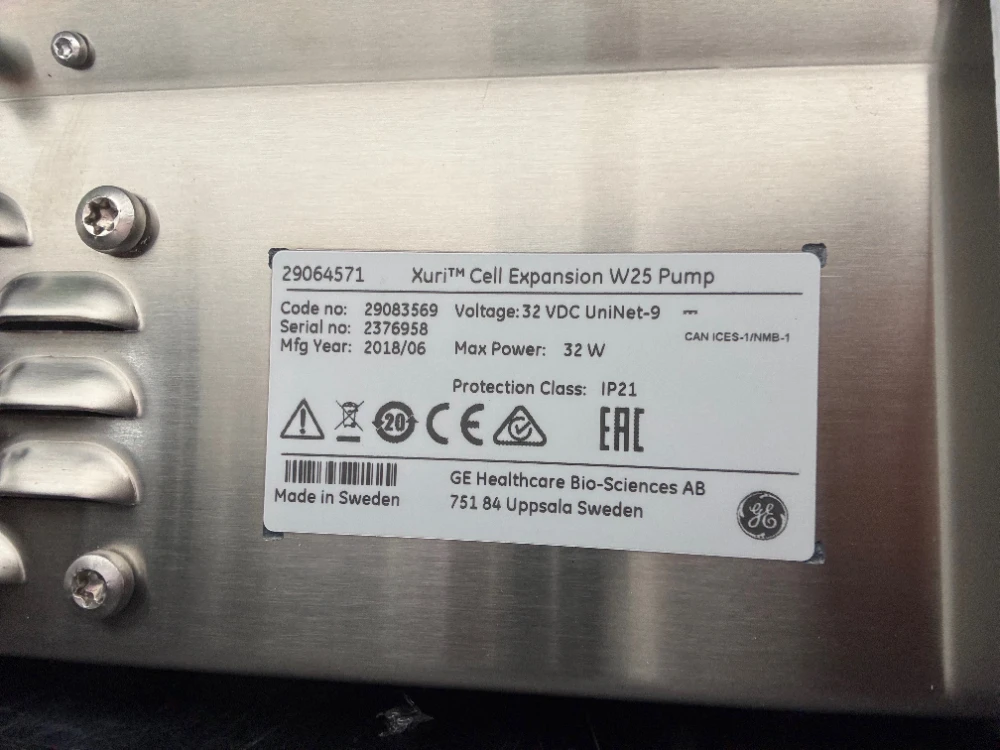 29064571 Xuri™ Cell Expansion W25 Pump
Code no: 29083569 Voltage: 32 VDC UniNet-9
Serial no: 2376958 CAN ICES-1/NMB-1
Mfg Year: 2018/06 Max Power: 32 W
Protection Class: IP21
20 CE EAC
GE Healthcare Bio-Sciences AB
Made in Sweden 751 84 Uppsala Sweden
GE